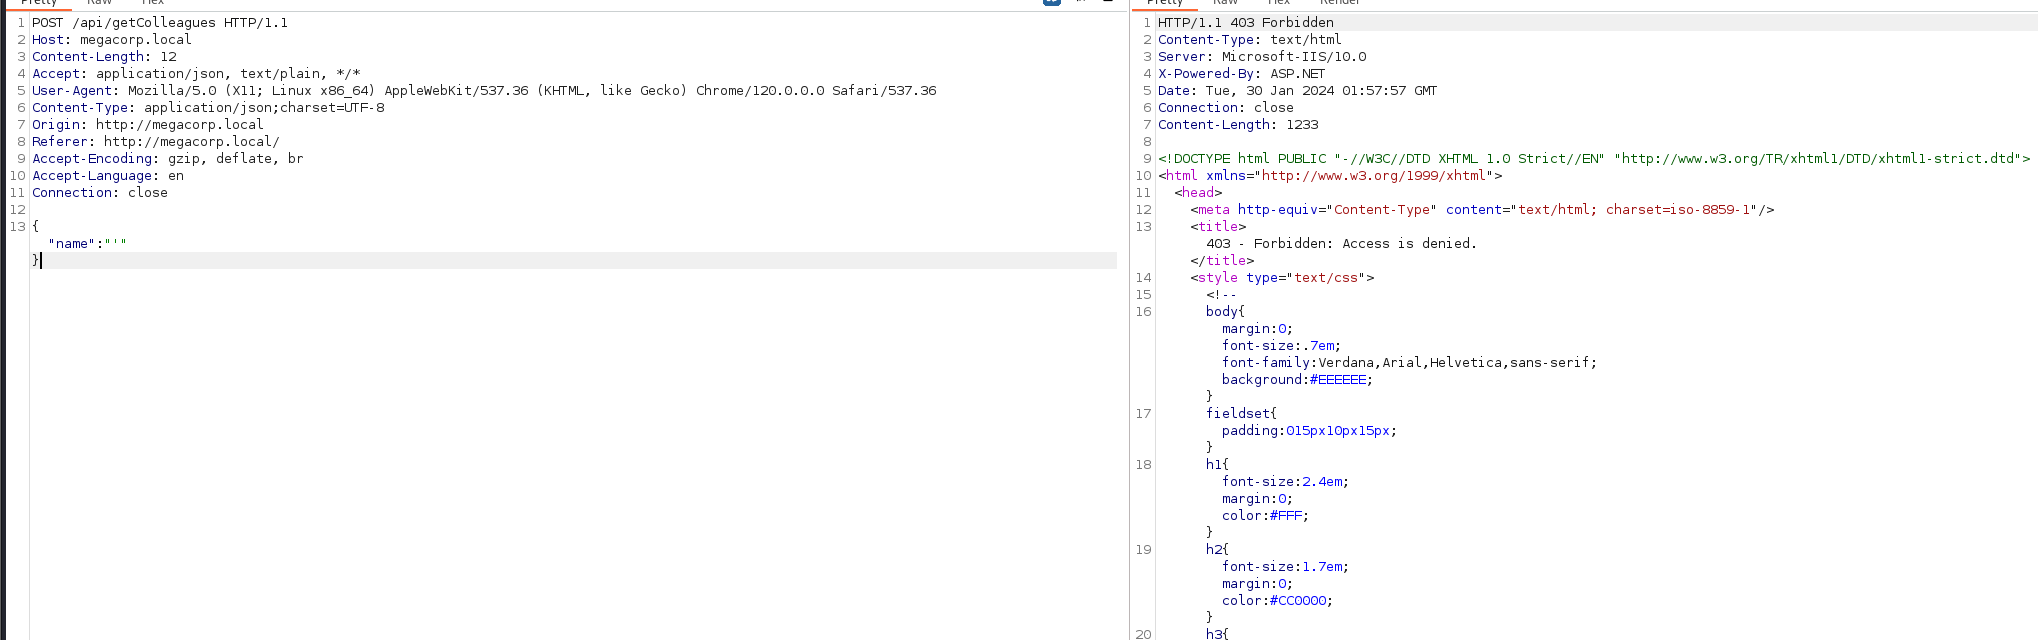 Pretty Raw Hex
1 POST /api/getColleagues HTTP/1.1
2 Host: megacorp.local
3 Content-Length: 12
4 Accept: application/json, text/plain, */*
5 User-Agent: Mozilla/5.0 (X11; Linux x86_64) AppleWebKit/537.36 (KHTML, like Gecko) Chrome/120.0.0.0 Safari/537.36
6 Content-Type: application/json;charset=UTF-8
7 Origin: http://megacorp.local
8 Referer: http://megacorp.local/
9 Accept-Encoding: gzip, deflate, br
10 Accept-Language: en
11 Connection: close
12
13 {
"name":"'"
}
Pretty Raw Hex Render
1 HTTP/1.1 403 Forbidden
2 Content-Type: text/html
3 Server: Microsoft-IIS/10.0
4 X-Powered-By: ASP.NET
5 Date: Tue, 30 Jan 2024 01:57:57 GMT
6 Connection: close
7 Content-Length: 1233
8
9 <!DOCTYPE html PUBLIC "-//W3C//DTD XHTML 1.0 Strict//EN" "http://www.w3.org/TR/xhtml1/DTD/xhtml1-strict.dtd">
10 <html xmlns="http://www.w3.org/1999/xhtml">
11 <head>
12 <meta http-equiv="Content-Type" content="text/html; charset=iso-8859-1"/>
13 <title>
403 - Forbidden: Access is denied.
</title>
14 <style type="text/css">
15 <!--
16 body{
margin:0;
font-size:.7em;
font-family:Verdana,Arial,Helvetica,sans-serif;
background:#EEEEEE;
}
17 fieldset{
padding:015px10px15px;
}
18 h1{
font-size:2.4em;
margin:0;
color:#FFF;
}
19 h2{
font-size:1.7em;
margin:0;
color:#CC0000;
}
20 h3{